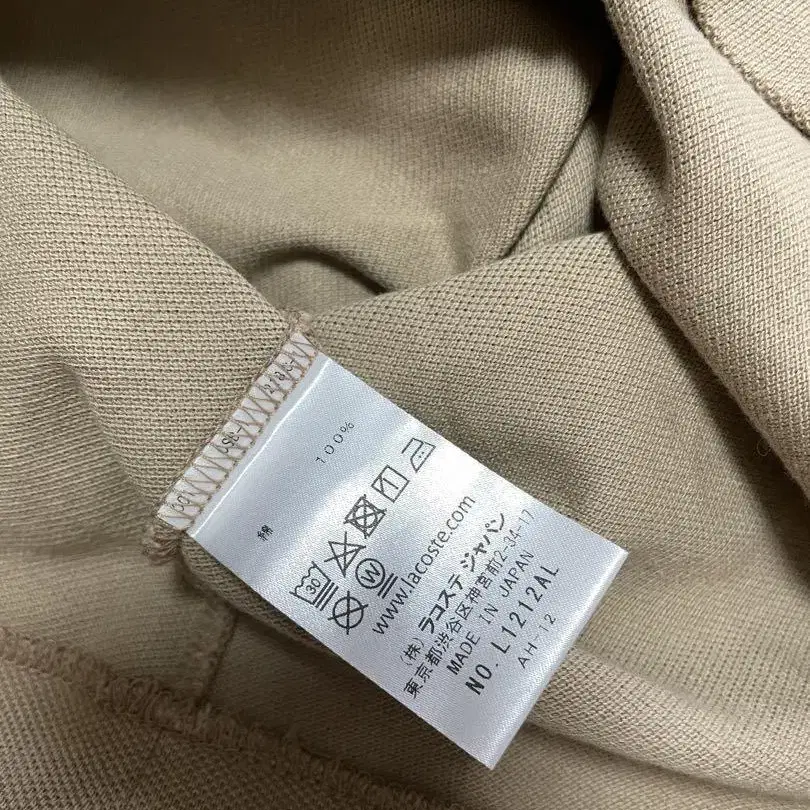 綿 100%
30
W
www.lacoste.com
(株) ラコステ ジャパン
東京都渋谷区神宮前2-34-17
MADE IN JAPAN
NO. L1212AL
AH-12